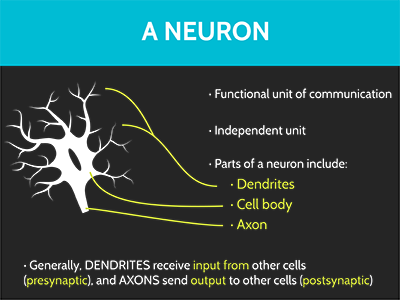 A NEURON
· Functional unit of communication
· Independent unit
· Parts of a neuron include:
· Dendrites
· Cell body
· Axon
· Generally, DENDRITES receive input from other cells
(presynaptic), and AXONS send output to other cells (postsynaptic)